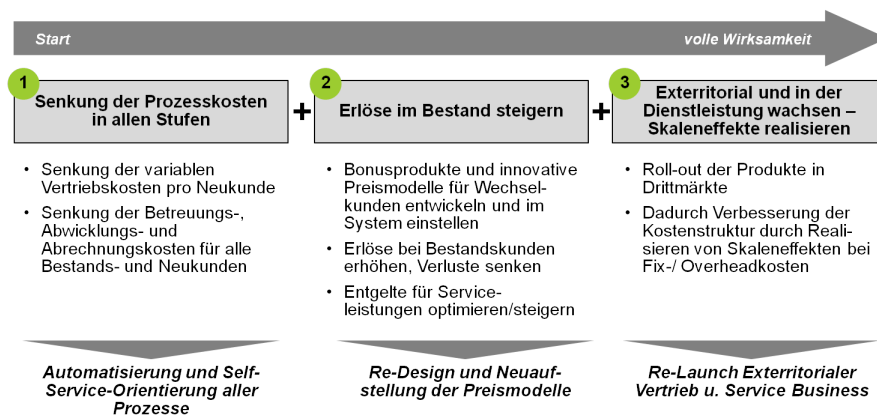 Start
volle Wirksamkeit
1
Senkung der Prozesskosten
in allen Stufen
+
2
Erlöse im Bestand steigern
+
3
Exterritorial und in der
Dienstleistung wachsen –
Skaleneffekte realisieren
• Senkung der variablen
Vertriebskosten pro Neukunde
• Senkung der Betreuungs-,
Abwicklungs- und
Abrechnungskosten für alle
Bestands- und Neukunden
• Bonusprodukte und innovative
Preismodelle für Wechsel-
kunden entwickeln und im
System einstellen
• Erlöse bei Bestandskunden
erhöhen, Verluste senken
• Entgelte für Service-
leistungen optimieren/steigern
• Roll-out der Produkte in
Drittmärkte
• Dadurch Verbesserung der
Kostenstruktur durch Reali-
sieren von Skaleneffekten bei
Fix-/ Overheadkosten
Automatisierung und Self-
Service-Orientierung aller
Prozesse
Re-Design und Neuauf-
stellung der Preismodelle
Re-Launch Exterritorialer
Vertrieb u. Service Business